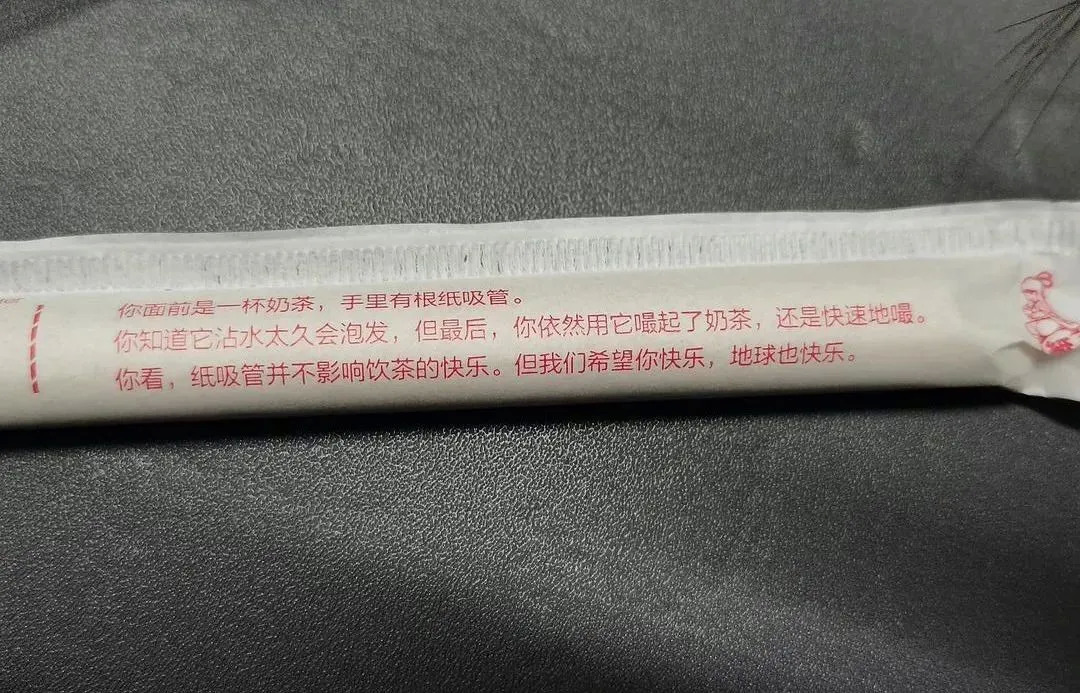 你面前是一杯奶茶，手里有根纸吸管。
你知道它沾水太久会泡发，但最后，你依然用它嘬起了奶茶，还是快速地嘬。
你看，纸吸管并不影响饮茶的快乐。但我们希望你快乐，地球也快乐。